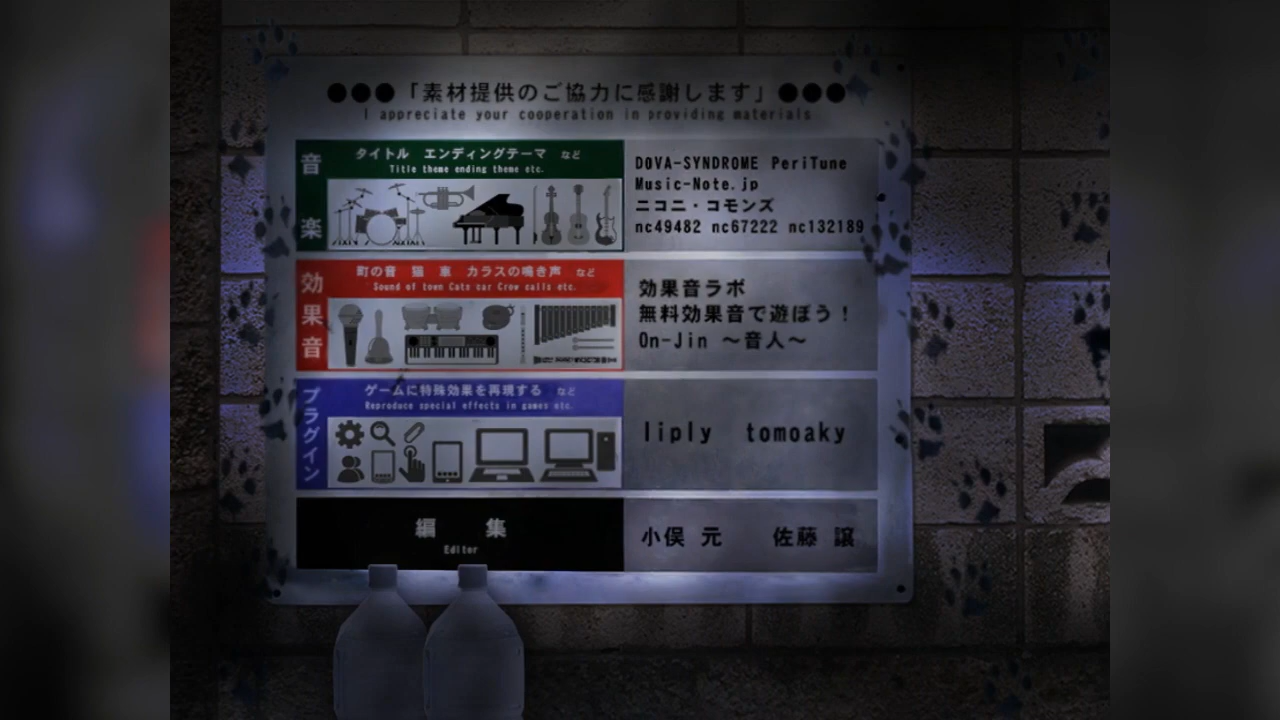 ●●●「素材提供のご協力に感謝します」●●●
I appreciate your cooperation in providing materials
音楽
タイトル エンディングテーマ など
Title theme ending theme etc.
DOVA-SYNDROME PeriTune
Music-Note.jp
ニコニ・コモンズ
nc49482 nc67222 nc132189
効果音
町の音 猫 車 カラスの鳴き声 など
Sound of town Cats car Crow calls etc.
効果音ラボ
無料効果音で遊ぼう！
On-Jin ～音人～
プラグイン
ゲームに特殊効果を再現する など
Reproduce special effects in games etc.
liply tomoaky
編集
Editor
小俣 元 佐藤 譲